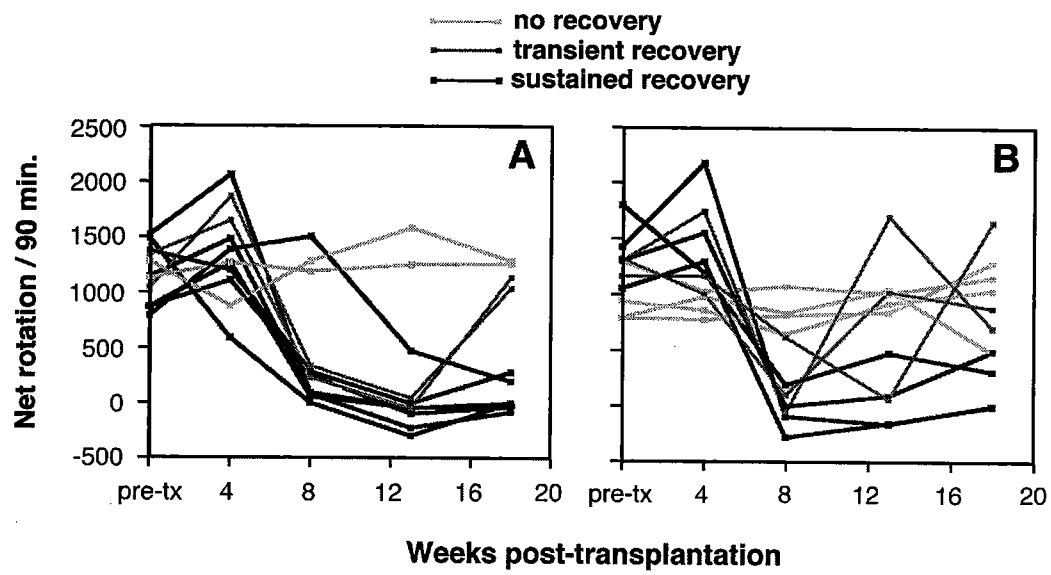 no recovery
transient recovery
sustained recovery
Net rotation / 90 min.
2500
2000
1500
1000
500
0
-500
A
B
pre-tx 4 8 12 16 20
pre-tx 4 8 12 16 20
Weeks post-transplantation